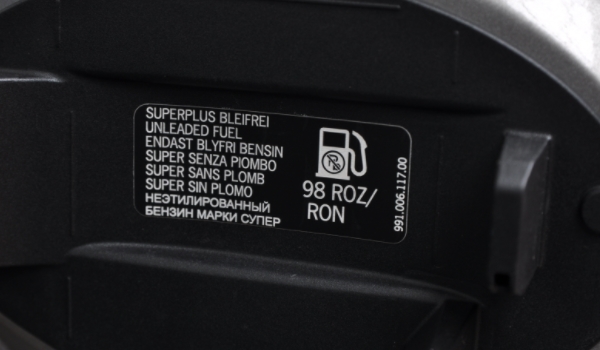 SUPERPLUS BLEIFREI
UNLEADED FUEL
ENDAST BLYFRI BENSIN
SUPER SENZA PIOMBO
SUPER SANS PLOMB
SUPER SIN PLOMO
НЕЭТИЛИРОВАННЫЙ
БЕНЗИН МАРКИ СУПЕР
98 ROZ/
RON
991.006.117.00